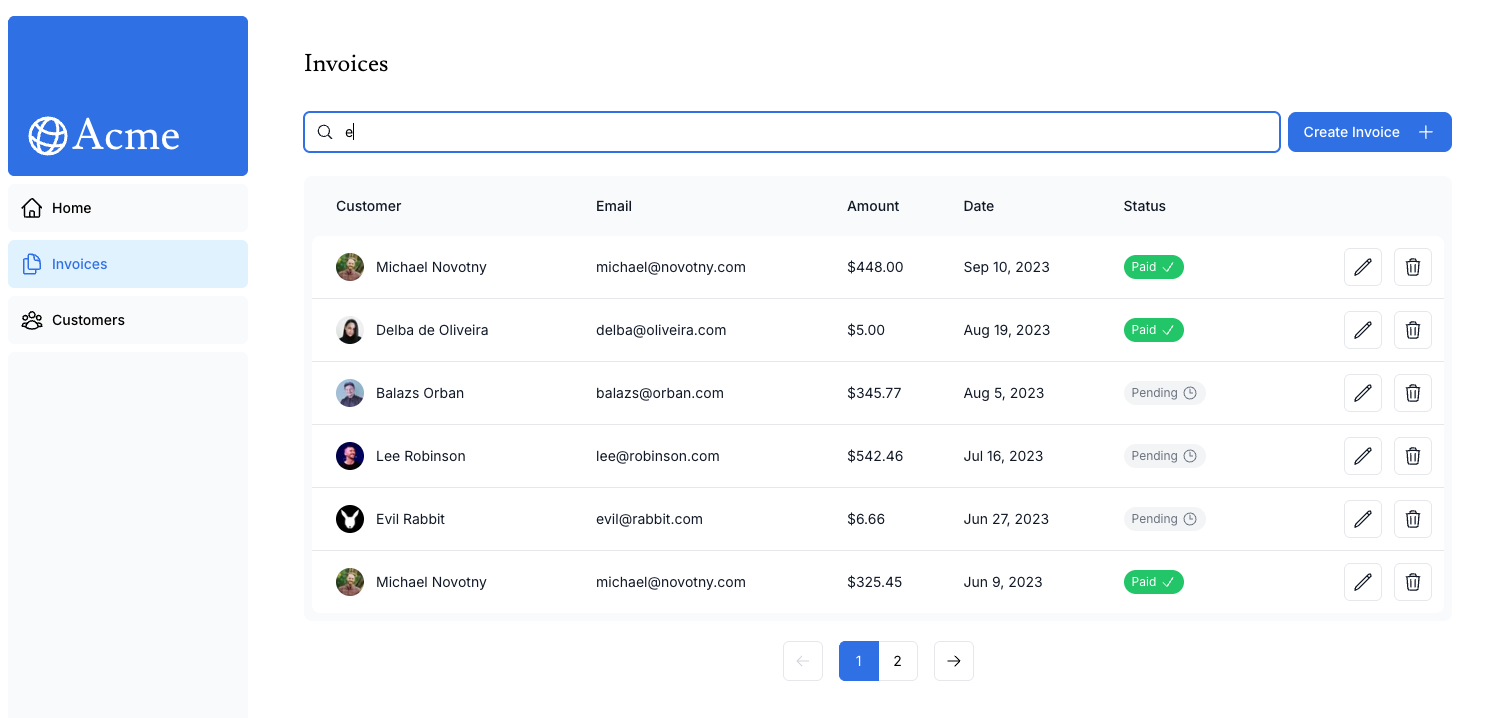 Acme
Home
Invoices
Customers
Invoices
e
Create Invoice
Customer Email Amount Date Status
Michael Novotny michael@novotny.com $448.00 Sep 10, 2023 Paid
Delba de Oliveira delba@oliveira.com $5.00 Aug 19, 2023 Paid
Balazs Orban balazs@orban.com $345.77 Aug 5, 2023 Pending
Lee Robinson lee@robinson.com $542.46 Jul 16, 2023 Pending
Evil Rabbit evil@rabbit.com $6.66 Jun 27, 2023 Pending
Michael Novotny michael@novotny.com $325.45 Jun 9, 2023 Paid
1 2